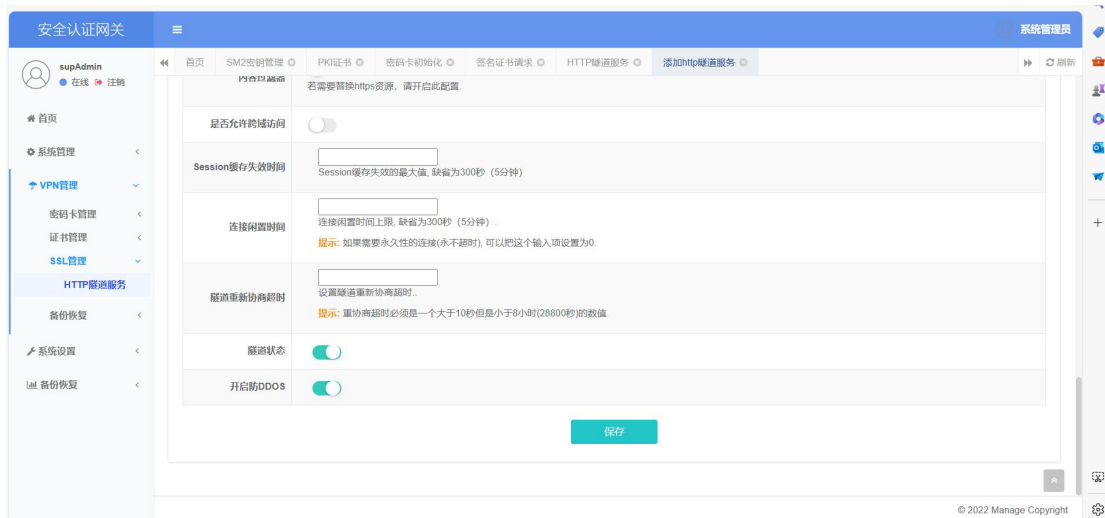 安全认证网关
系统管理员
supAdmin
在线 注销
首页
SM2密钥管理
PKI证书
密码卡初始化
签名证书请求
HTTP隧道服务
添加http隧道服务
刷新
首页
系统管理
VPN管理
密码卡管理
证书管理
SSL管理
HTTP隧道服务
备份恢复
系统设置
备份恢复
内容过滤器
若需要替换https资源，请开启此配置.
是否允许跨域访问
Session缓存失效时间
Session缓存失效的最大值, 缺省为300秒（5分钟）
连接闲置时间
连接闲置时间上限, 缺省为300秒（5分钟）.
提示: 如果需要永久性的连接(永不超时), 可以把这个输入项设置为0.
隧道重新协商超时
设置隧道重新协商超时..
提示: 重协商超时必须是一个大于10秒但是小于8小时(28800秒)的数值.
隧道状态
开启防DDOS
保存
© 2022 Manage Copyright